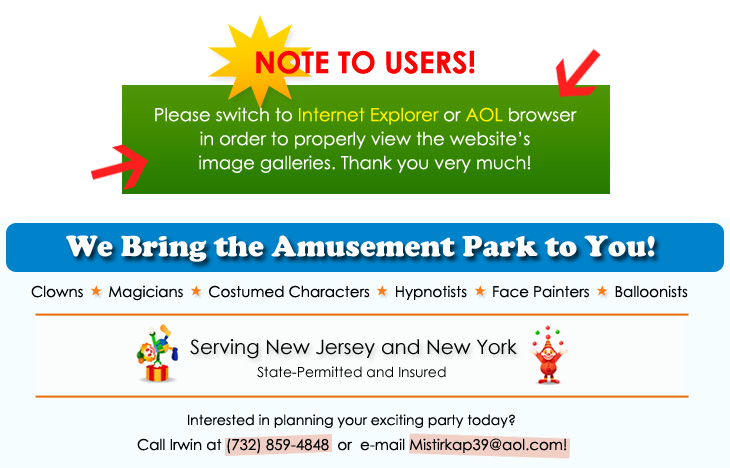 NOTE TO USERS!
Please switch to Internet Explorer or AOL browser
in order to properly view the website's
image galleries. Thank you very much!
We Bring the Amusement Park to You!
Clowns ★ Magicians ★ Costumed Characters ★ Hypnotists ★ Face Painters ★ Balloonists
Serving New Jersey and New York
State-Permitted and Insured
Interested in planning your exciting party today?
Call Irwin at (732) 859-4848 or e-mail Mistirkap39@aol.com!